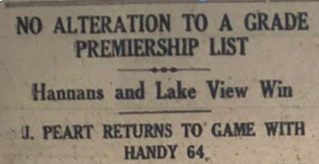 NO ALTERATION TO A GRADE
PREMIERSHIP LIST
Hannans and Lake View Win
J. PEART RETURNS TO GAME WITH
HANDY 64.